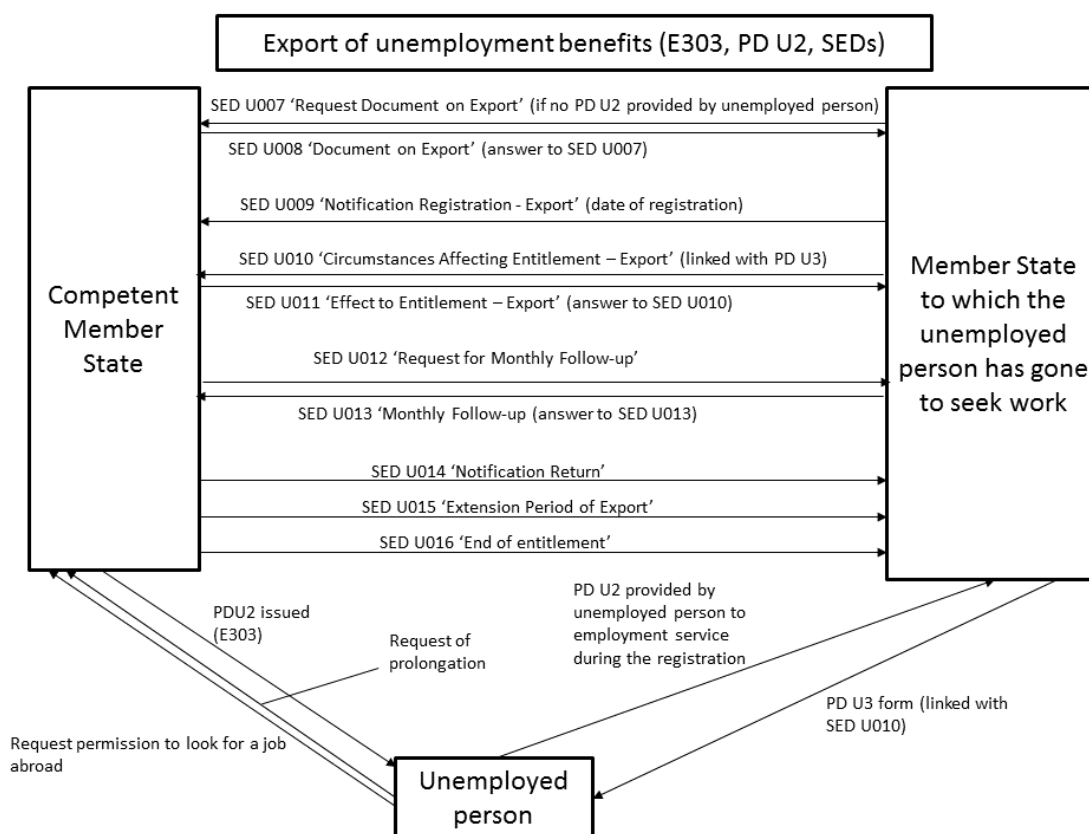 Export of unemployment benefits (E303, PD U2, SEDs)
SED U007 ‘Request Document on Export’ (if no PD U2 provided by unemployed person)
SED U008 ‘Document on Export’ (answer to SED U007)
SED U009 ‘Notification Registration - Export’ (date of registration)
SED U010 ‘Circumstances Affecting Entitlement – Export’ (linked with PD U3)
SED U011 ‘Effect to Entitlement – Export’ (answer to SED U010)
SED U012 ‘Request for Monthly Follow-up’
SED U013 ‘Monthly Follow-up (answer to SED U013)
SED U014 ‘Notification Return’
SED U015 ‘Extension Period of Export’
SED U016 ‘End of entitlement’
Competent
Member
State
Member State
to which the
unemployed
person has gone
to seek work
PDU2 issued
(E303)
Request of
prolongation
PD U2 provided by
unemployed person to
employment service
during the registration
PD U3 form (linked with
SED U010)
Request permission to look for a job
abroad
Unemployed
person